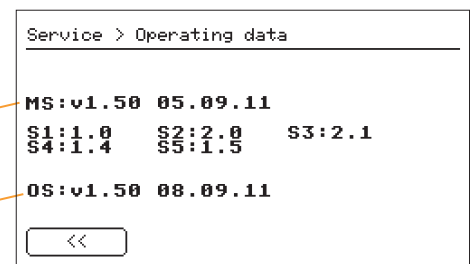 Service > Operating data
MS:v1.50 05.09.11
S1:1.0 S2:2.0 S3:2.1
S4:1.4 S5:1.5
OS:v1.50 08.09.11
<<